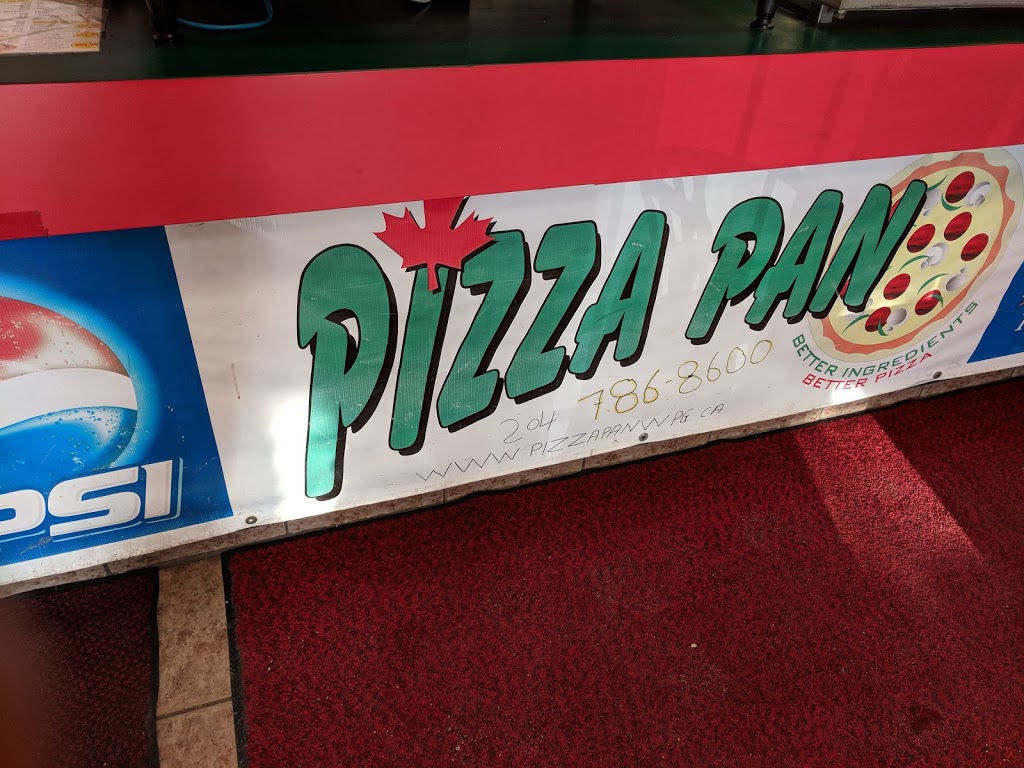 PIZZA PAN
BETTER INGREDIENTS
BETTER PIZZA
204 786-8600
WWW PIZZAPANWPG CA
PSI